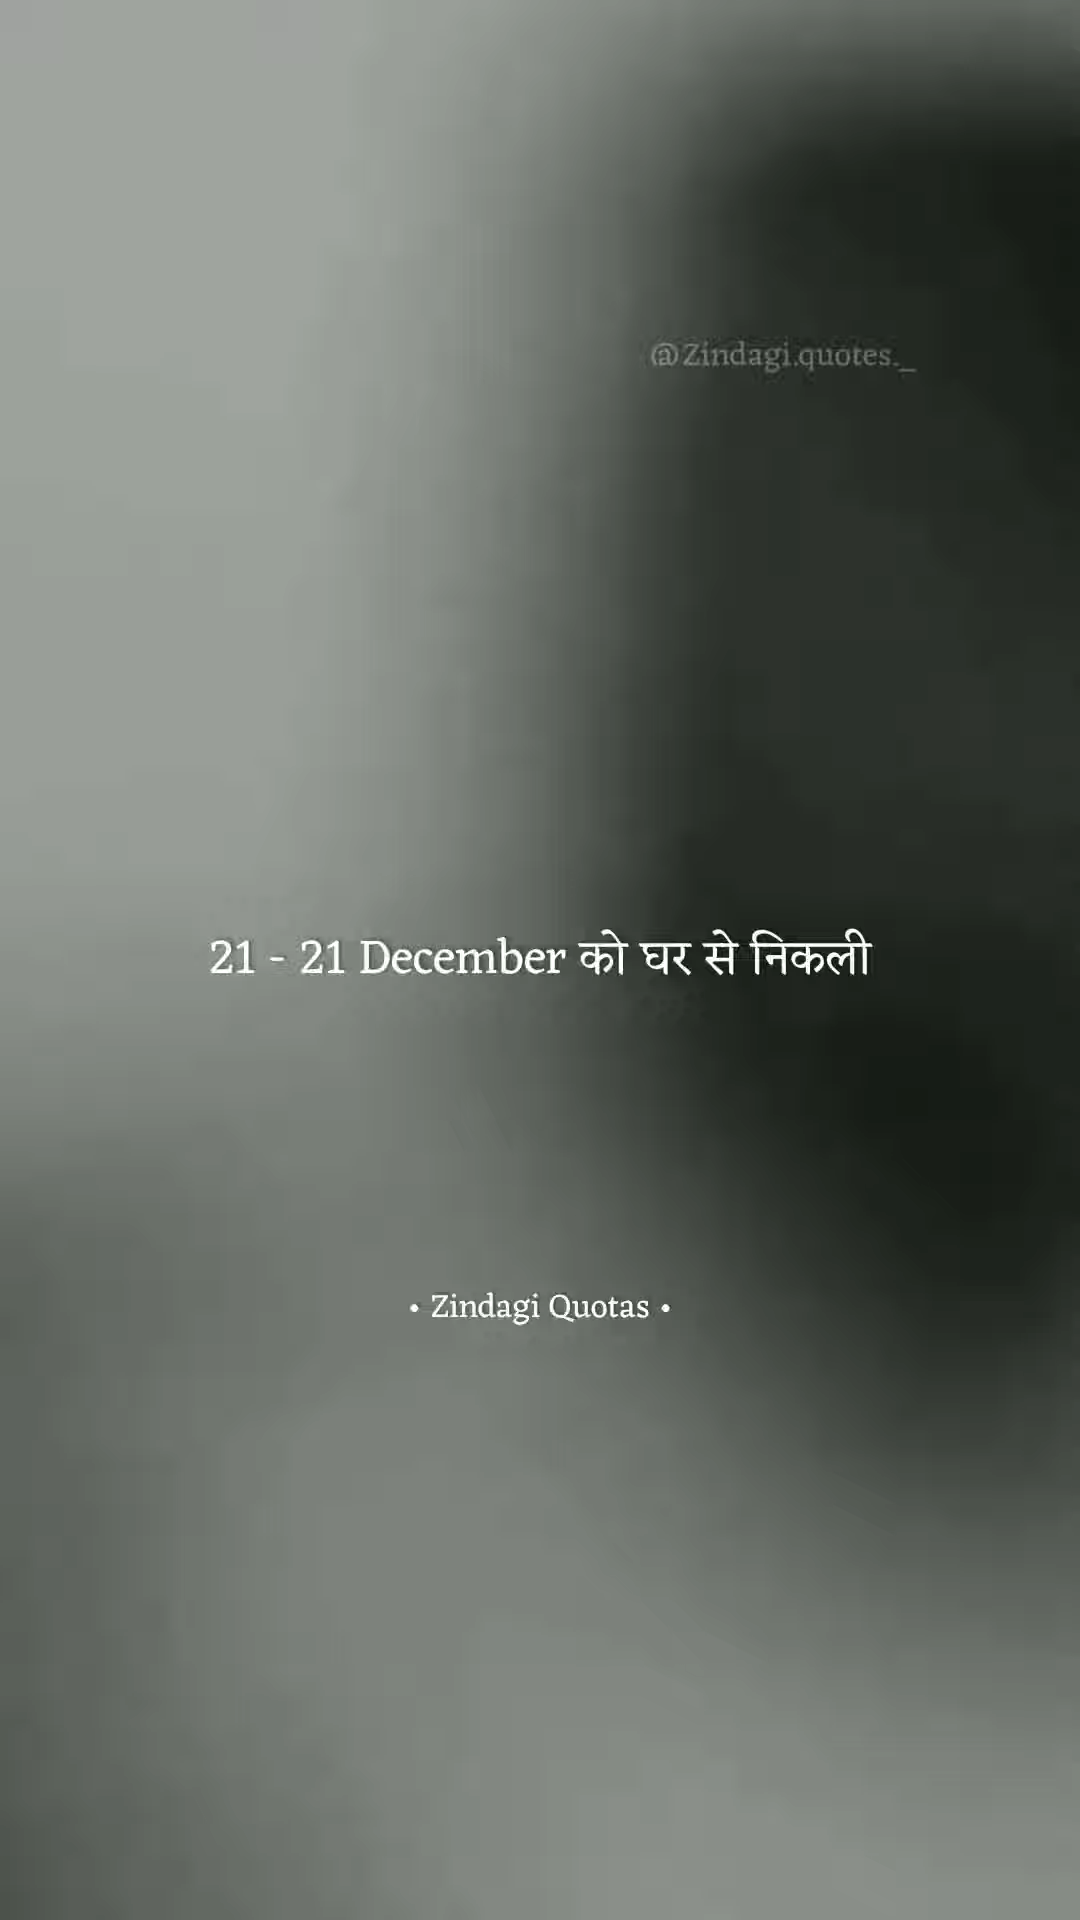 @Zindagi.quotes._
21 - 21 December को घर से निकली
• Zindagi Quotas •